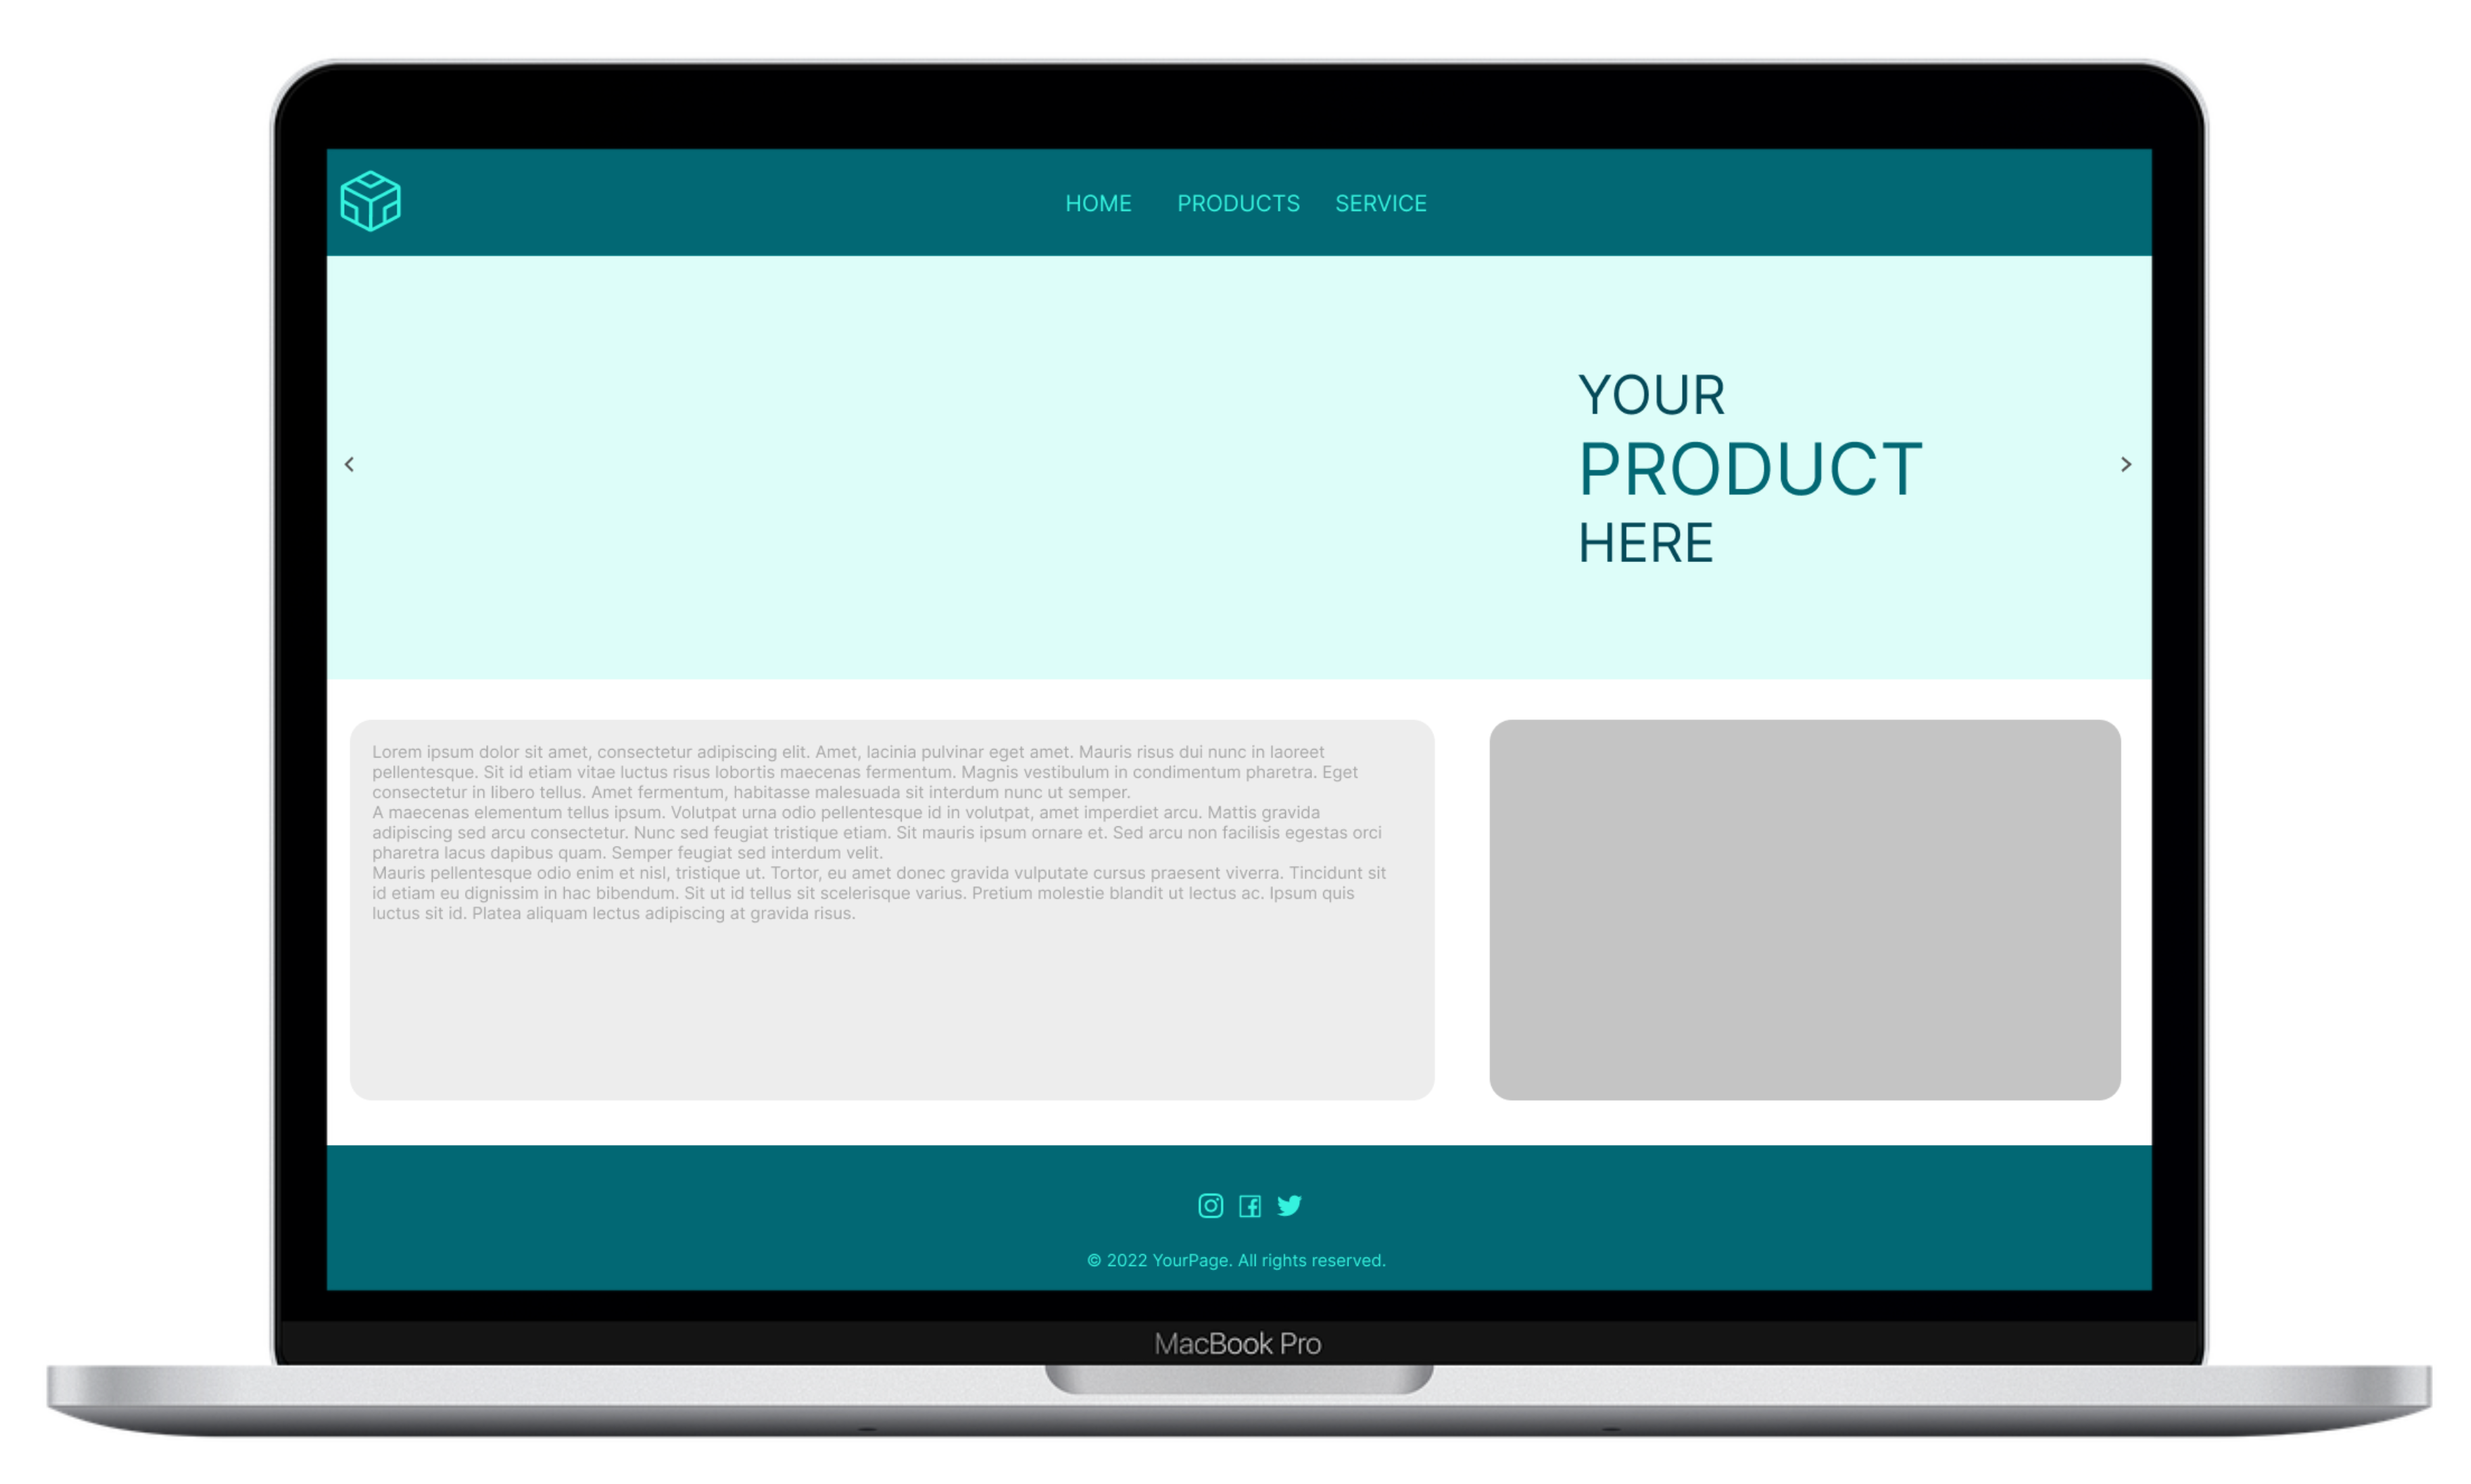 HOME PRODUCTS SERVICE
YOUR
PRODUCT
HERE
Lorem ipsum dolor sit amet, consectetur adipiscing elit. Amet, lacinia pulvinar eget amet. Mauris risus dui nunc in laoreet
pellentesque. Sit id etiam vitae luctus risus lobortis maecenas fermentum. Magnis vestibulum in condimentum pharetra. Eget
consectetur in libero tellus. Amet fermentum, habitasse malesuada sit interdum nunc ut semper.
A maecenas elementum tellus ipsum. Volutpat urna odio pellentesque id in volutpat, amet imperdiet arcu. Mattis gravida
adipiscing sed arcu consectetur. Nunc sed feugiat tristique etiam. Sit mauris ipsum ornare et. Sed arcu non facilisis egestas orci
pharetra lacus dapibus quam. Semper feugiat sed interdum velit.
Mauris pellentesque odio enim et nisl, tristique ut. Tortor, eu amet donec gravida vulputate cursus praesent viverra. Tincidunt sit
id etiam eu dignissim in hac bibendum. Sit ut id tellus sit scelerisque varius. Pretium molestie blandit ut lectus ac. Ipsum quis
luctus sit id. Platea aliquam lectus adipiscing at gravida risus.
© 2022 YourPage. All rights reserved.
MacBook Pro